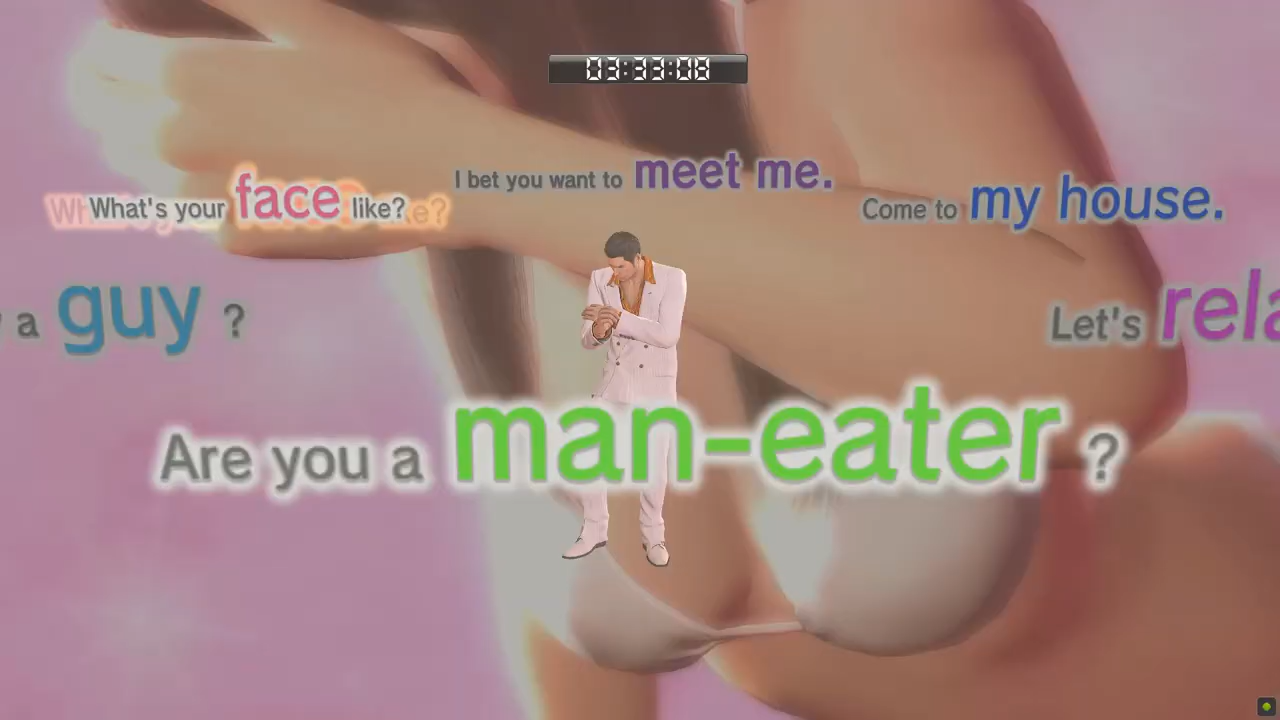 03:33:08
I bet you want to meet me.
What's your face like?
Come to my house.
a guy ?
Let's
Are you a man-eater ?